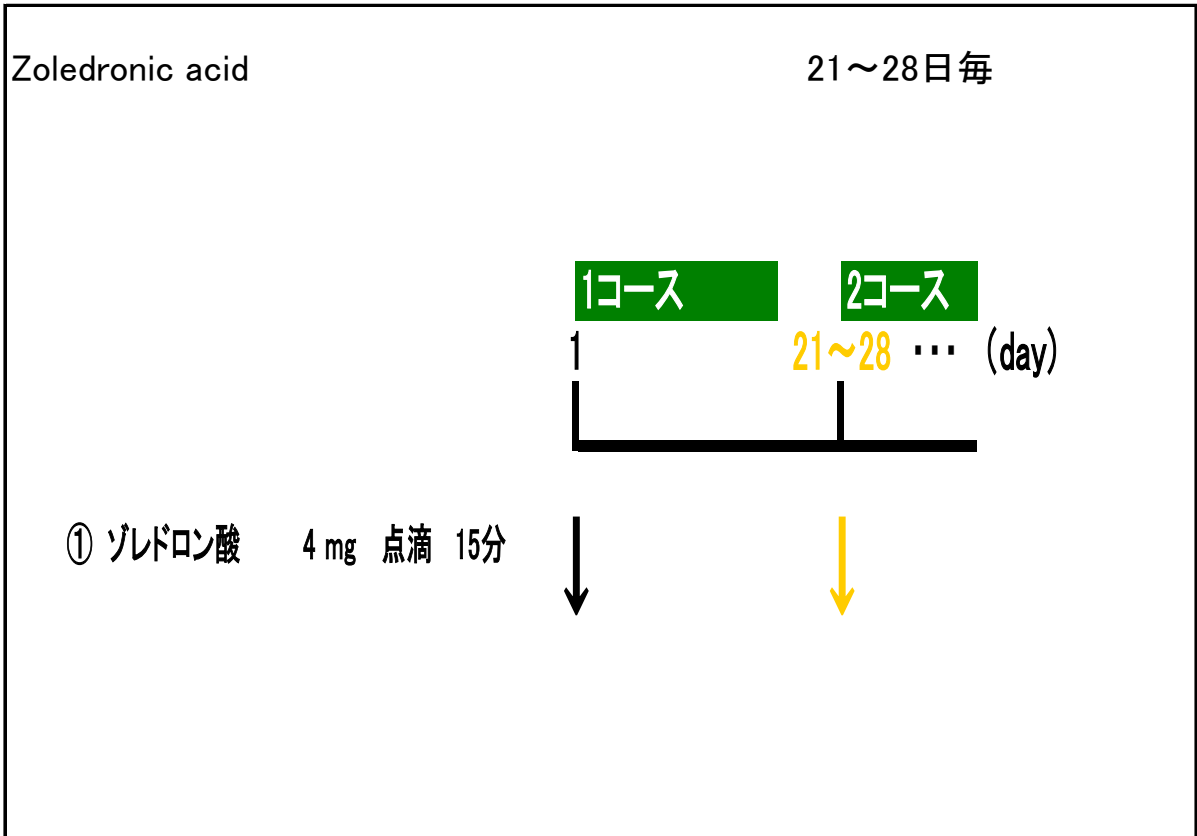 Zoledronic acid 21～28日毎
1コース 2コース
1 21～28 ･･･ (day)
① ゾレドロン酸 4 mg 点滴 15分